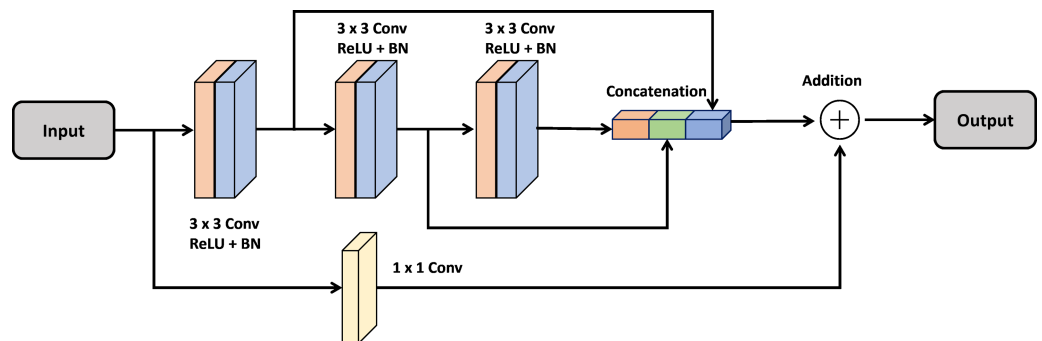 3 x 3 Conv
ReLU + BN
3 x 3 Conv
ReLU + BN
Concatenation
Addition
Input
Output
3 x 3 Conv
ReLU + BN
1 x 1 Conv